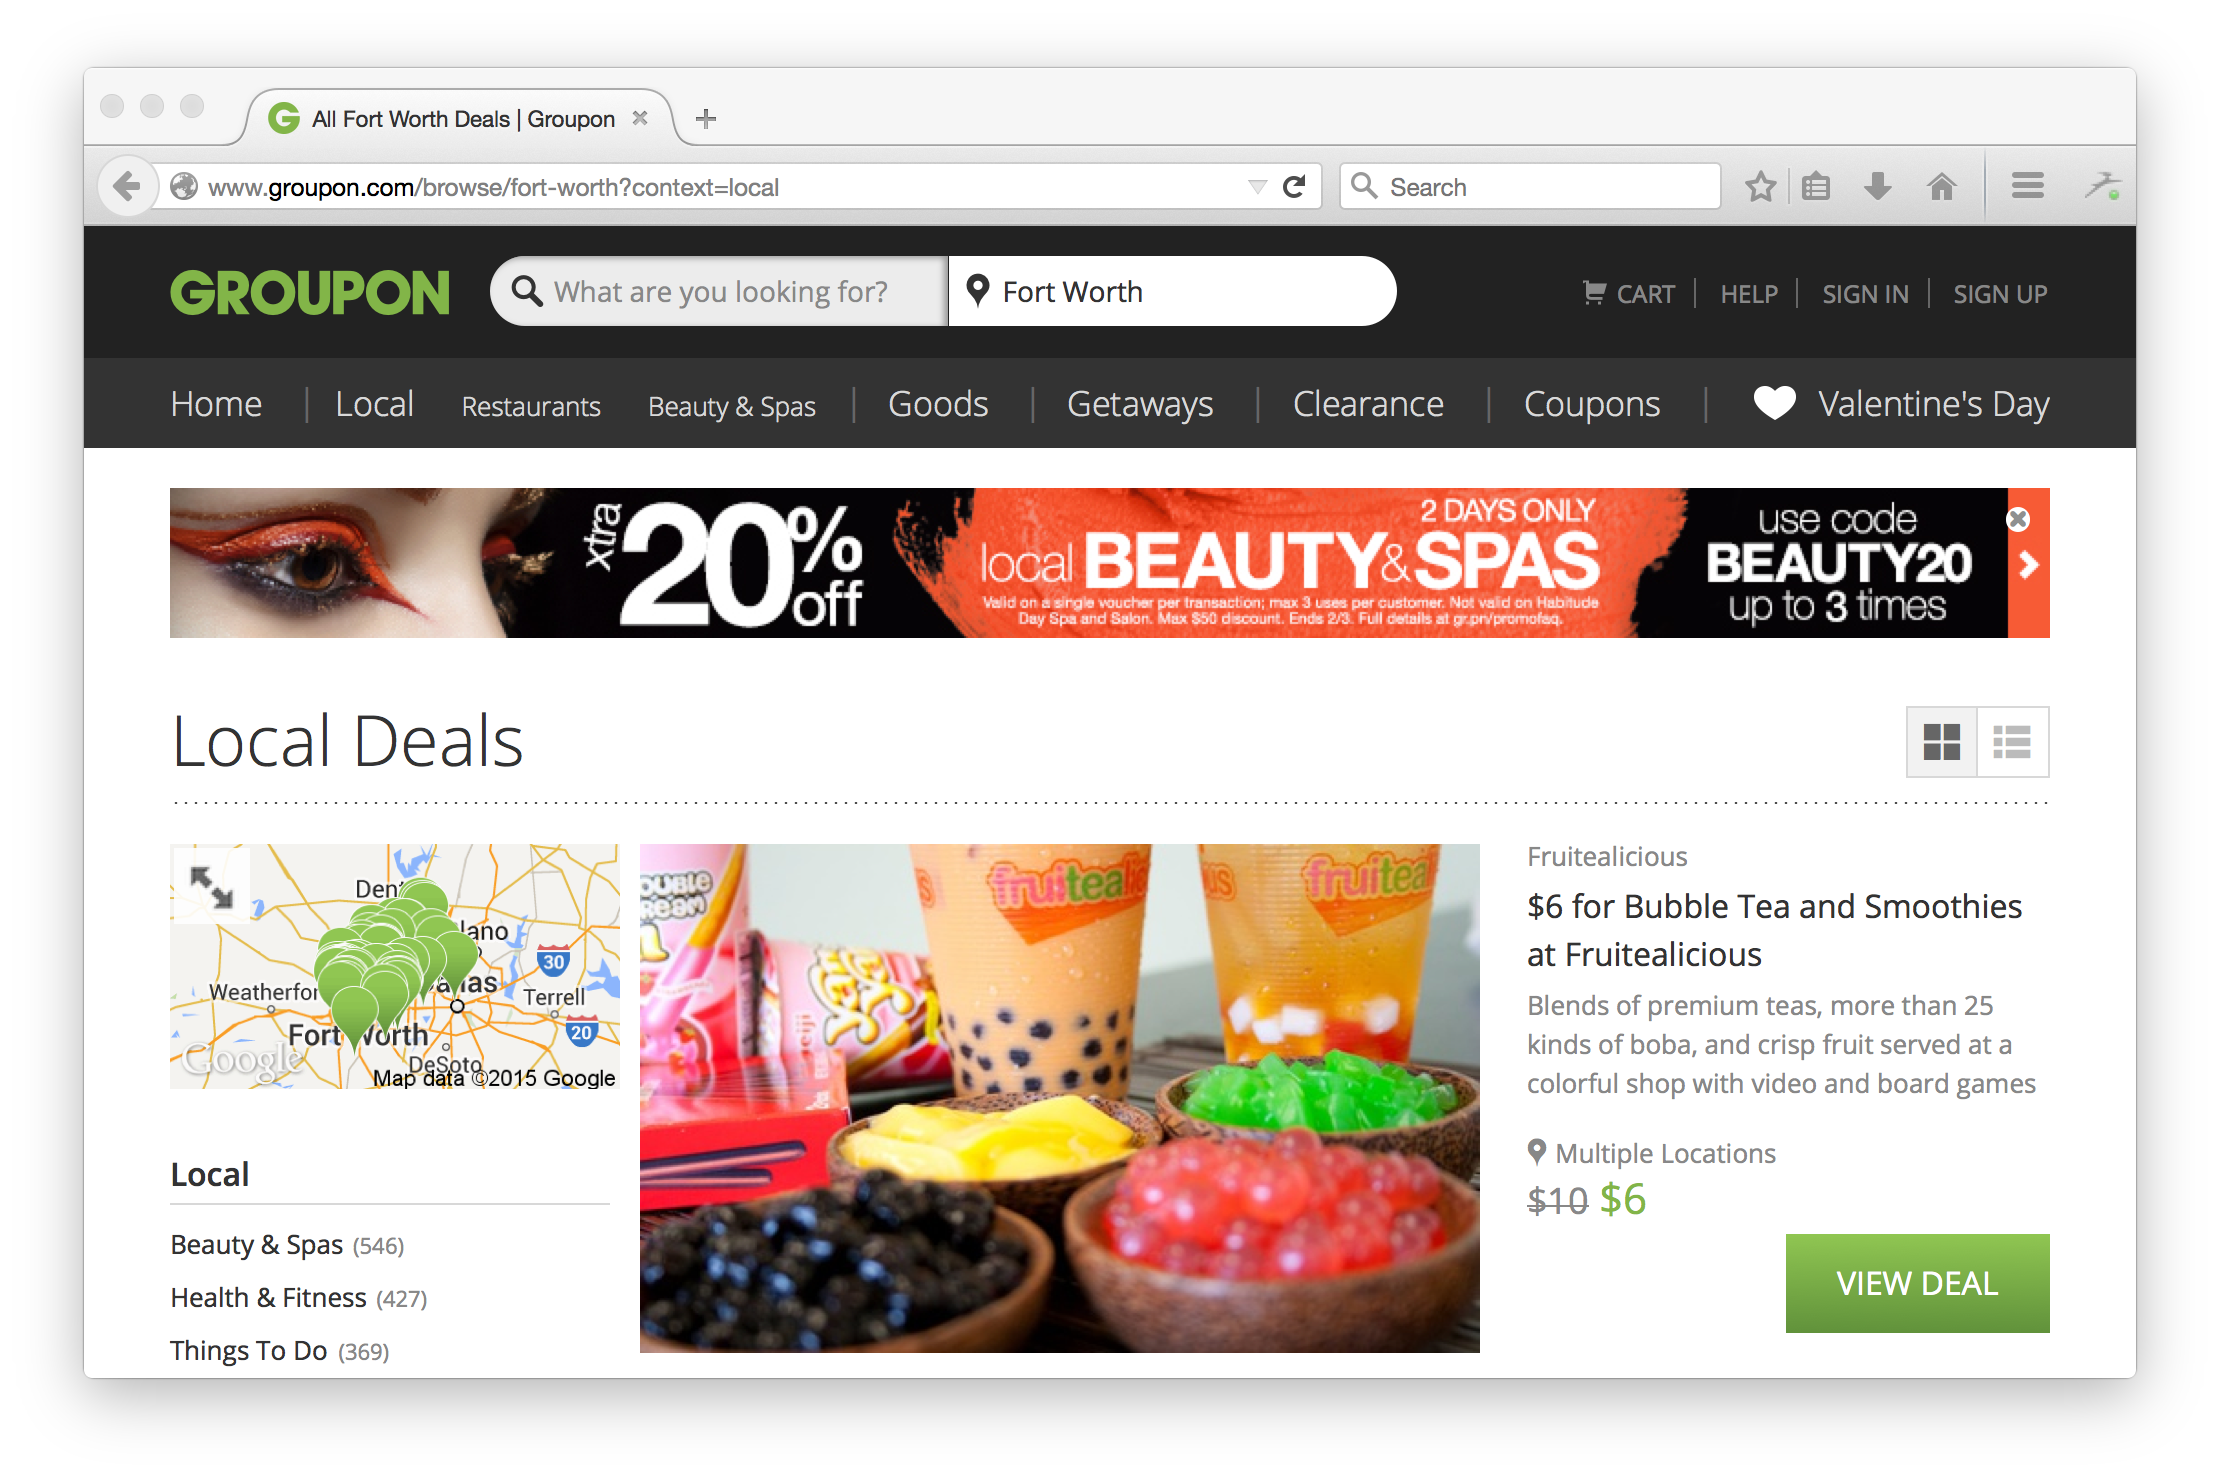 All Fort Worth Deals | Groupon
www.groupon.com/browse/fort-worth?context=local
Search
GROUPON
What are you looking for?
Fort Worth
CART
HELP
SIGN IN
SIGN UP
Home
Local
Restaurants
Beauty & Spas
Goods
Getaways
Clearance
Coupons
Valentine's Day
xtra
20% off
2 DAYS ONLY
local BEAUTY & SPAS
Valid on a single voucher per transaction; max 3 uses per customer. Not valid on Habitude
Day Spa and Salon. Max $50 discount. Ends 2/3. Full details at gr.pn/promofaq.
use code
BEAUTY20
up to 3 times
Local Deals
Weatherfor
Fort Worth
Terrell
DeSoto
30
20
Google
Map data ©2015 Google
fruitea
fruitea
meiji
Fruitealicious
$6 for Bubble Tea and Smoothies
at Fruitealicious
Blends of premium teas, more than 25
kinds of boba, and crisp fruit served at a
colorful shop with video and board games
Multiple Locations
$10 $6
VIEW DEAL
Local
Beauty & Spas (546)
Health & Fitness (427)
Things To Do (369)